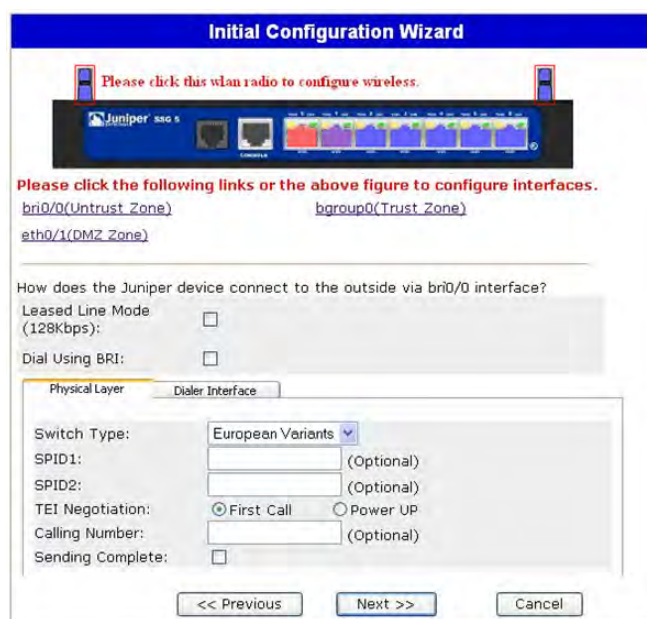 Initial Configuration Wizard
Please click this wlan radio to configure wireless.
Juniper SSG 5
CONSOLE
Please click the following links or the above figure to configure interfaces.
bri0/0(Untrust Zone) bgroup0(Trust Zone)
eth0/1(DMZ Zone)
How does the Juniper device connect to the outside via bri0/0 interface?
Leased Line Mode
(128Kbps):
Dial Using BRI:
Physical Layer Dialer Interface
Switch Type: European Variants
SPID1: (Optional)
SPID2: (Optional)
TEI Negotiation: First Call Power UP
Calling Number: (Optional)
Sending Complete:
<< Previous Next >> Cancel